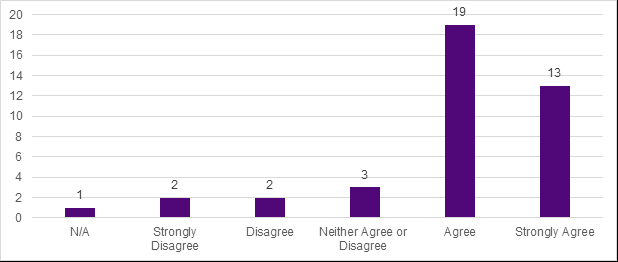 20
18
16
14
12
10
8
6
4
2
0
1
2
2
3
19
13
N/A
Strongly
Disagree
Disagree
Neither Agree or
Disagree
Agree
Strongly Agree